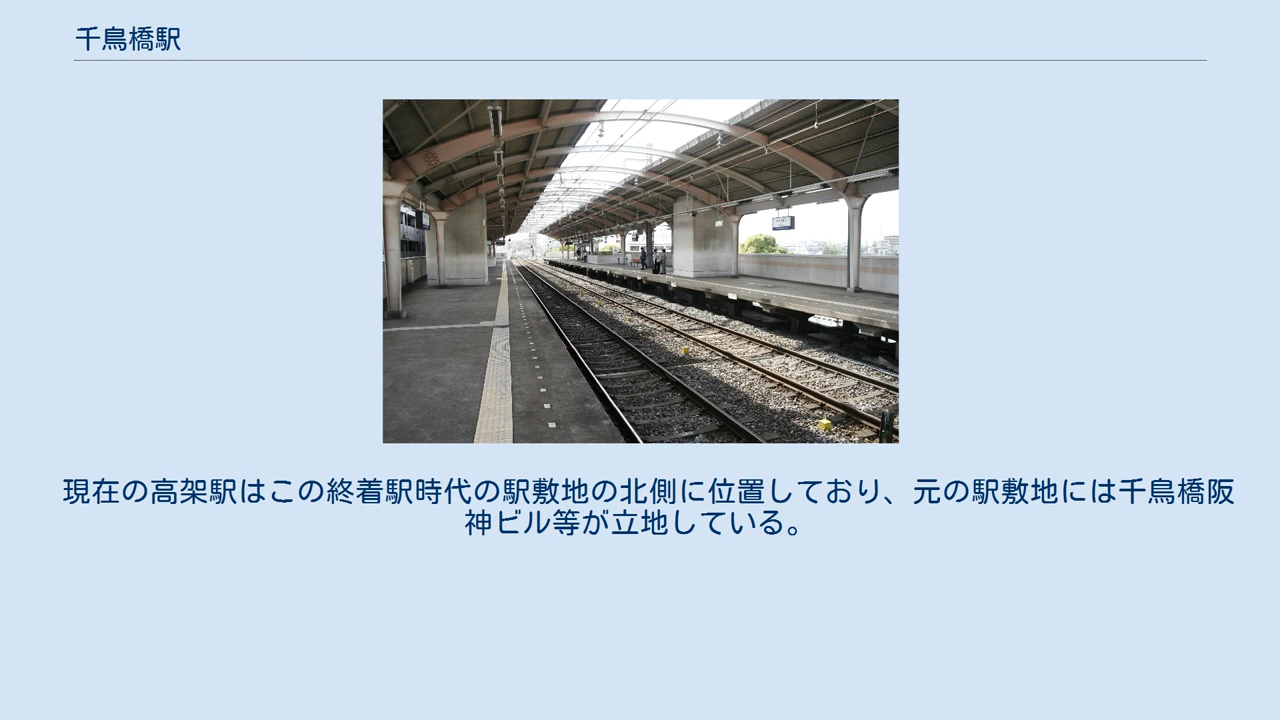 千鳥橋駅
現在の高架駅はこの終着駅時代の駅敷地の北側に位置しており、元の駅敷地には千鳥橋阪
神ビル等が立地している。